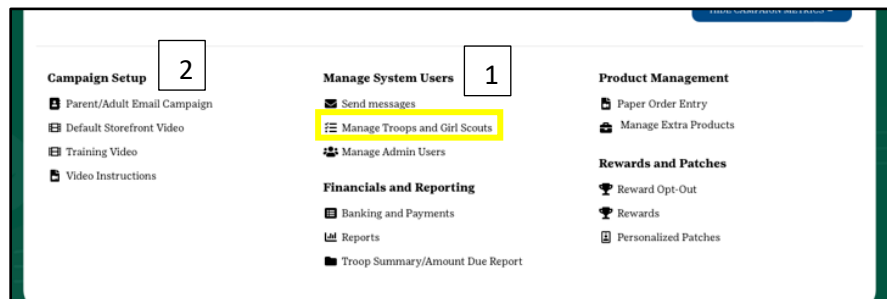 HIDE CAMPAIGN METRICS
Campaign Setup
2
Parent/Adult Email Campaign
Default Storefront Video
Training Video
Video Instructions
Manage System Users
1
Send messages
Manage Troops and Girl Scouts
Manage Admin Users
Financials and Reporting
Banking and Payments
Reports
Troop Summary/Amount Due Report
Product Management
Paper Order Entry
Manage Extra Products
Rewards and Patches
Reward Opt-Out
Rewards
Personalized Patches